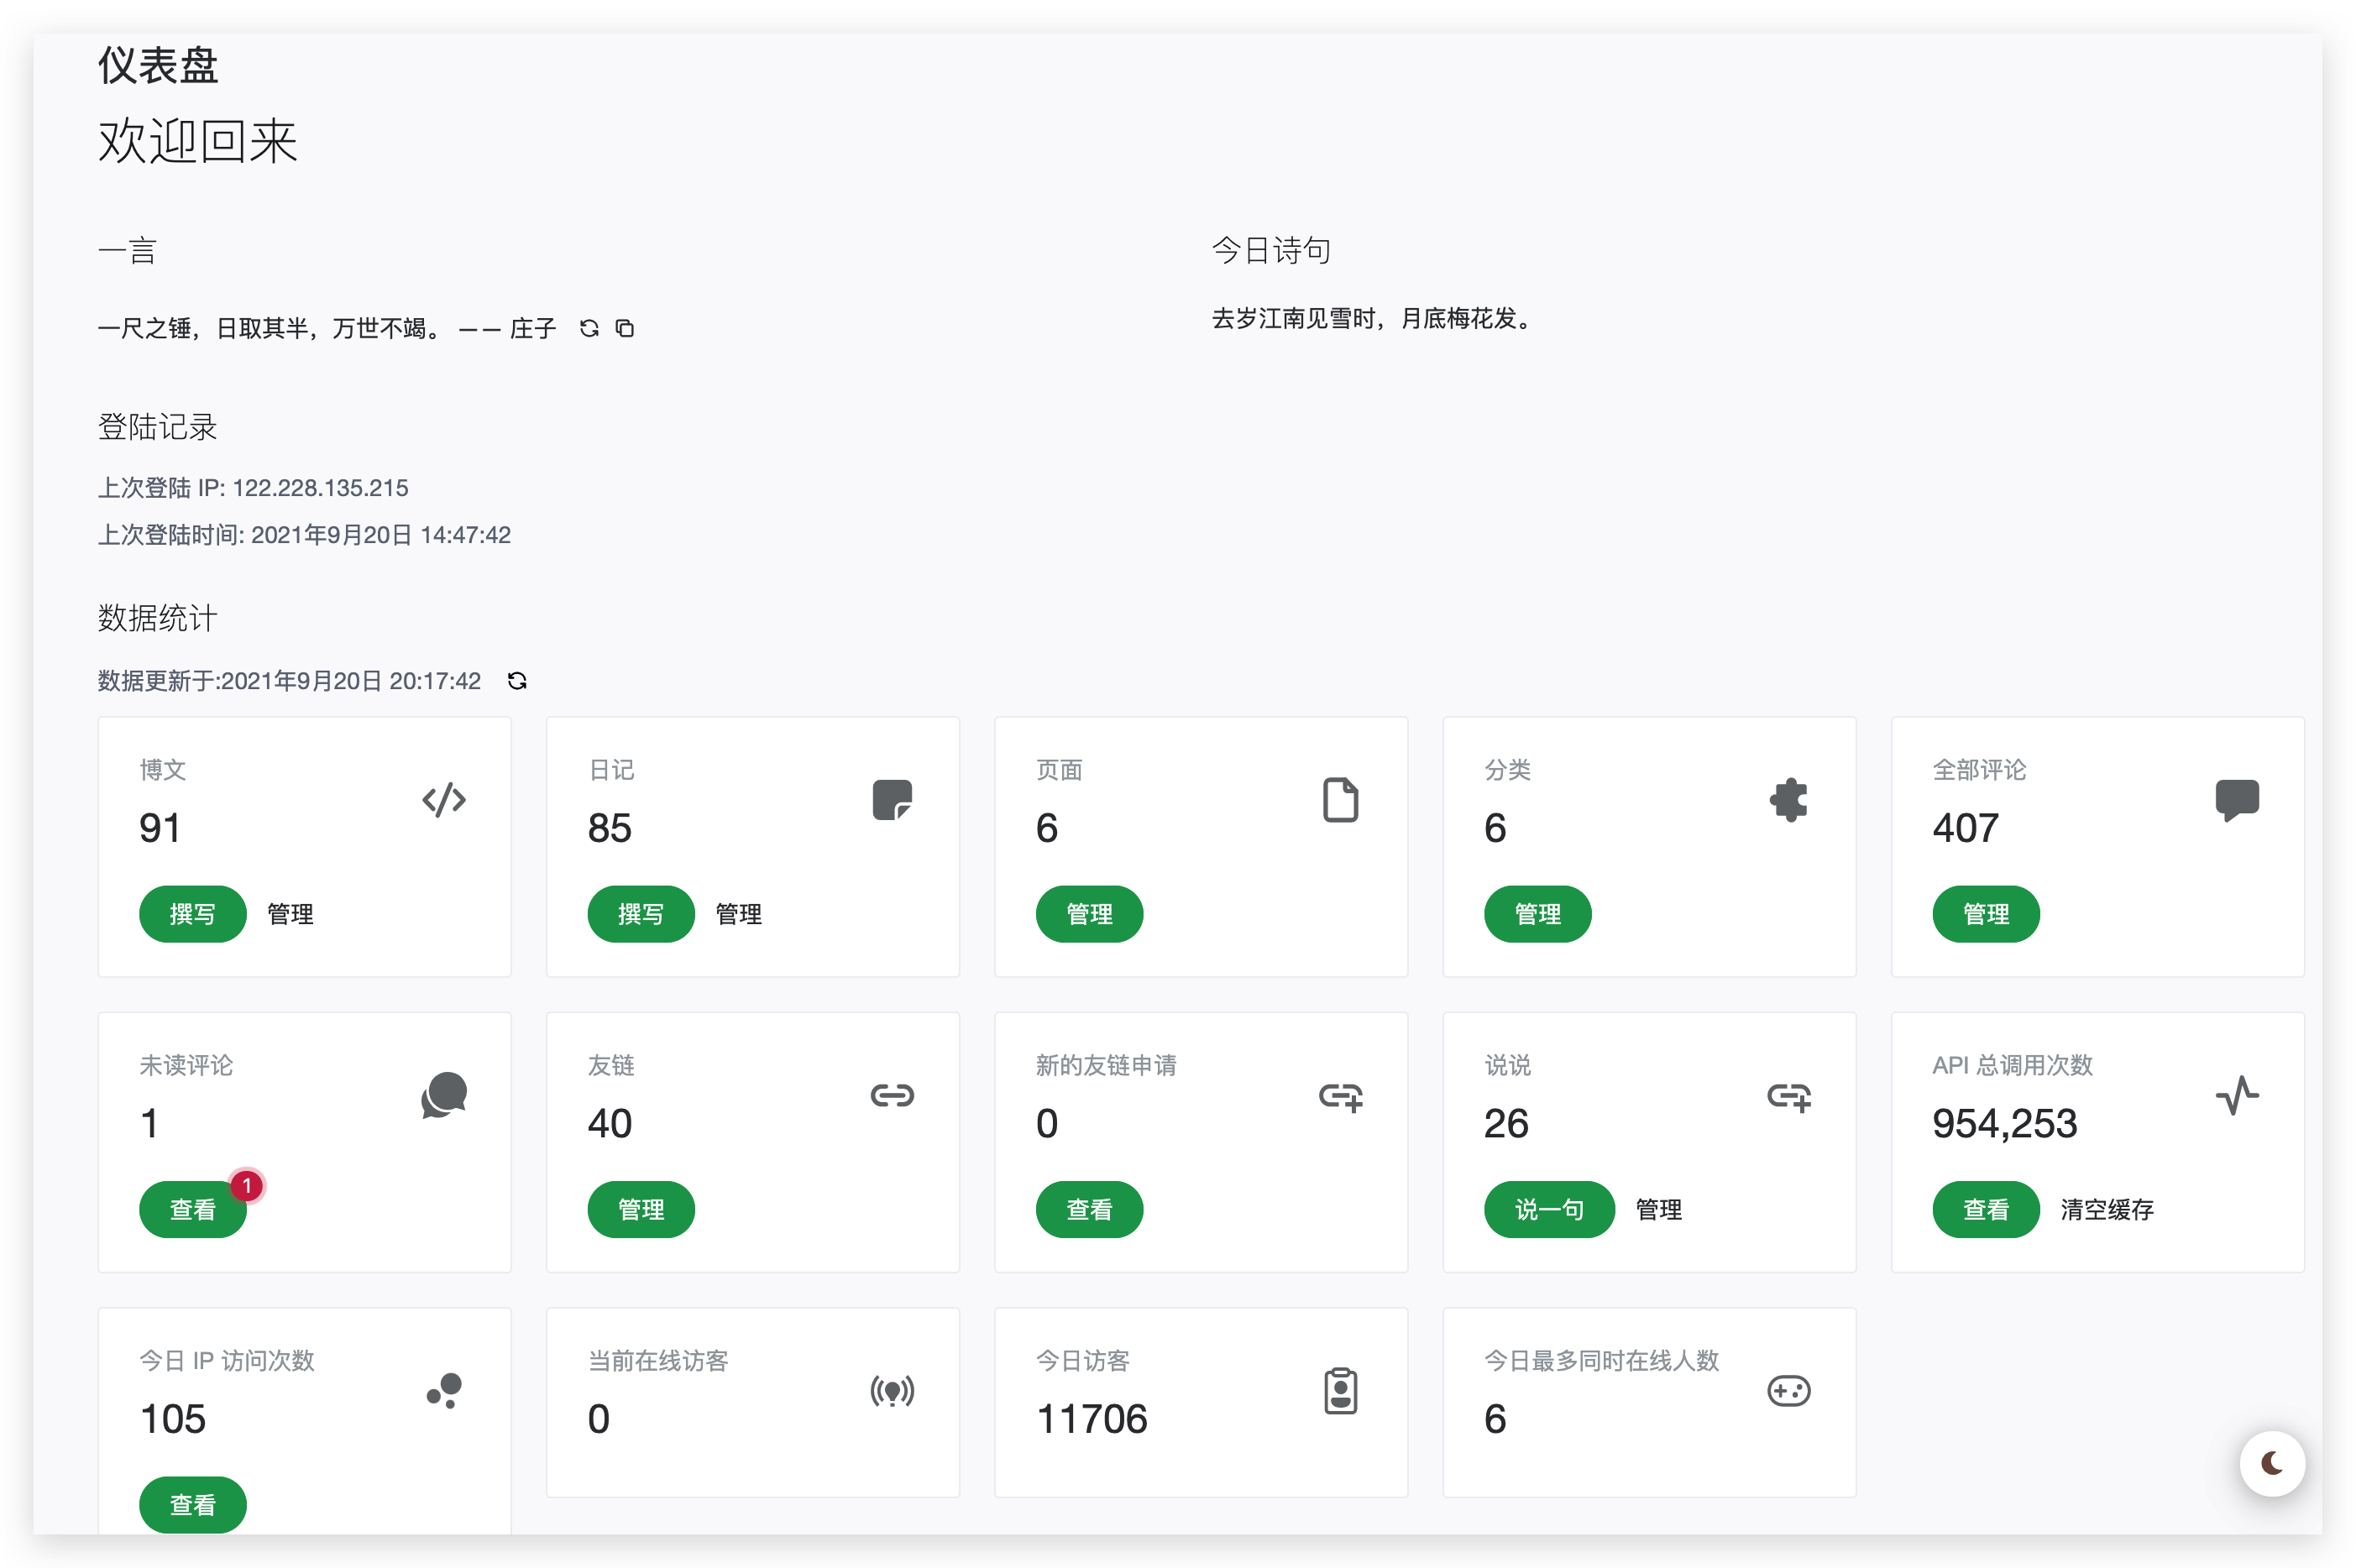 仪表盘
欢迎回来
一言
一尺之锤，日取其半，万世不竭。 —— 庄子
今日诗句
去岁江南见雪时，月底梅花发。
登陆记录
上次登陆 IP: 122.228.135.215
上次登陆时间: 2021年9月20日 14:47:42
数据统计
数据更新于:2021年9月20日 20:17:42
博文
91
撰写 管理
日记
85
撰写 管理
页面
6
管理
分类
6
管理
全部评论
407
管理
未读评论
1
查看 1
友链
40
管理
新的友链申请
0
查看
说说
26
说一句 管理
API 总调用次数
954,253
查看 清空缓存
今日 IP 访问次数
105
查看
当前在线访客
0
今日访客
11706
今日最多同时在线人数
6